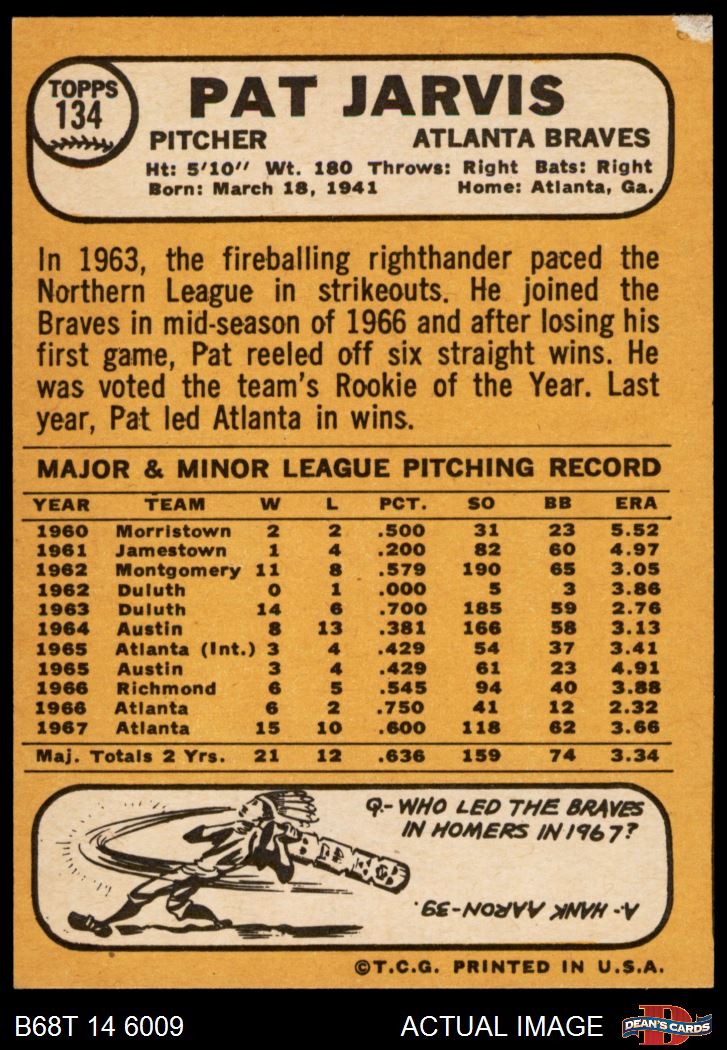 TOPPS
134
PAT JARVIS
PITCHER ATLANTA BRAVES
Ht: 5'10" Wt. 180 Throws: Right Bats: Right
Born: March 18, 1941 Home: Atlanta, Ga.
In 1963, the fireballing righthander paced the
Northern League in strikeouts. He joined the
Braves in mid-season of 1966 and after losing his
first game, Pat reeled off six straight wins. He
was voted the team's Rookie of the Year. Last
year, Pat led Atlanta in wins.
MAJOR & MINOR LEAGUE PITCHING RECORD
YEAR TEAM W L PCT. SO BB ERA
1960 Morristown 2 2 .500 31 23 5.52
1961 Jamestown 1 4 .200 82 60 4.97
1962 Montgomery 11 8 .579 190 65 3.05
1962 Duluth 0 1 .000 5 3 3.86
1963 Duluth 14 6 .700 185 59 2.76
1964 Austin 8 13 .381 166 58 3.13
1965 Atlanta (Int.) 3 4 .429 54 37 3.41
1965 Austin 3 4 .429 61 23 4.91
1966 Richmond 6 5 .545 94 40 3.88
1966 Atlanta 6 2 .750 41 12 2.32
1967 Atlanta 15 10 .600 118 62 3.66
Maj. Totals 2 Yrs. 21 12 .636 159 74 3.34
Q.-WHO LED THE BRAVES
IN HOMERS IN 1967?
A.- HANK AARON-39.
©T.C.G. PRINTED IN U.S.A.
B68T 14 6009 ACTUAL IMAGE
D
DEAN'S CARDS